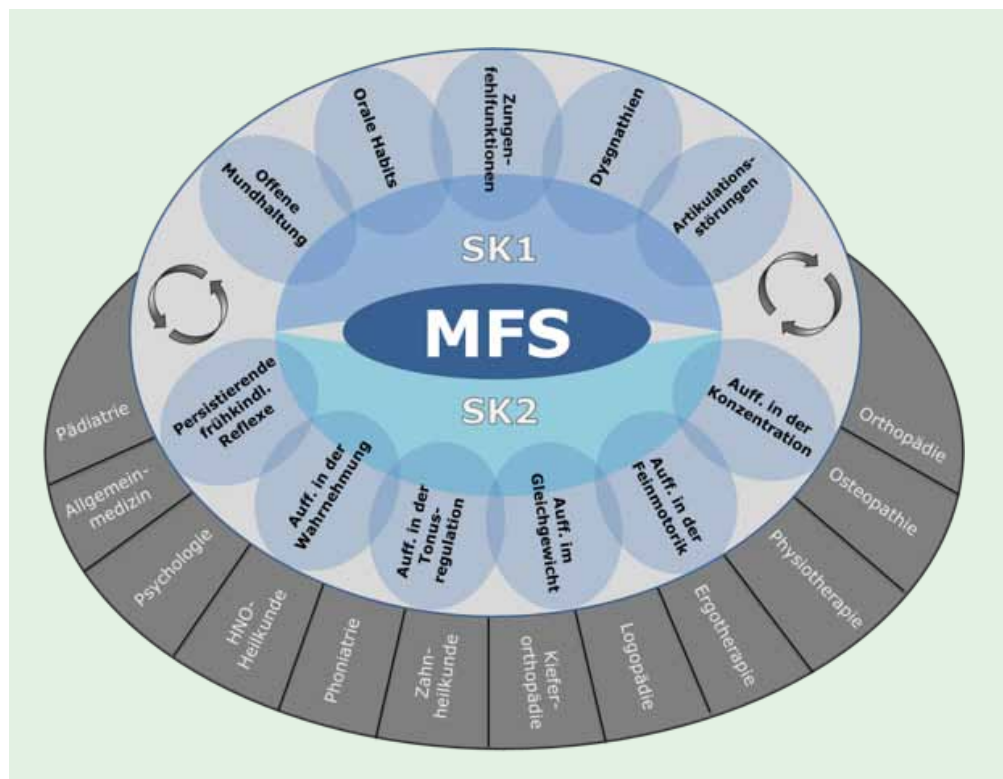 Offene
Mundhaltung
Orale Habits
Zungen-
fehlfunktionen
Dysgnathien
Artikulations-
störungen
SK1
MFS
SK2
Persistierende
frühkindl.
Reflexe
Auff. in der
Wahrnehmung
Auff. in der
Tonus-
regulation
Auff. im
Gleichgewicht
Auff. in der
Feinmotorik
Auff. in der
Konzentration
Pädiatrie
Allgemein-
medizin
Psychologie
HNO-
Heilkunde
Phoniatrie
Zahn-
heilkunde
Kiefer-
orthopädie
Logopädie
Ergotherapie
Physiotherapie
Osteopathie
Orthopädie